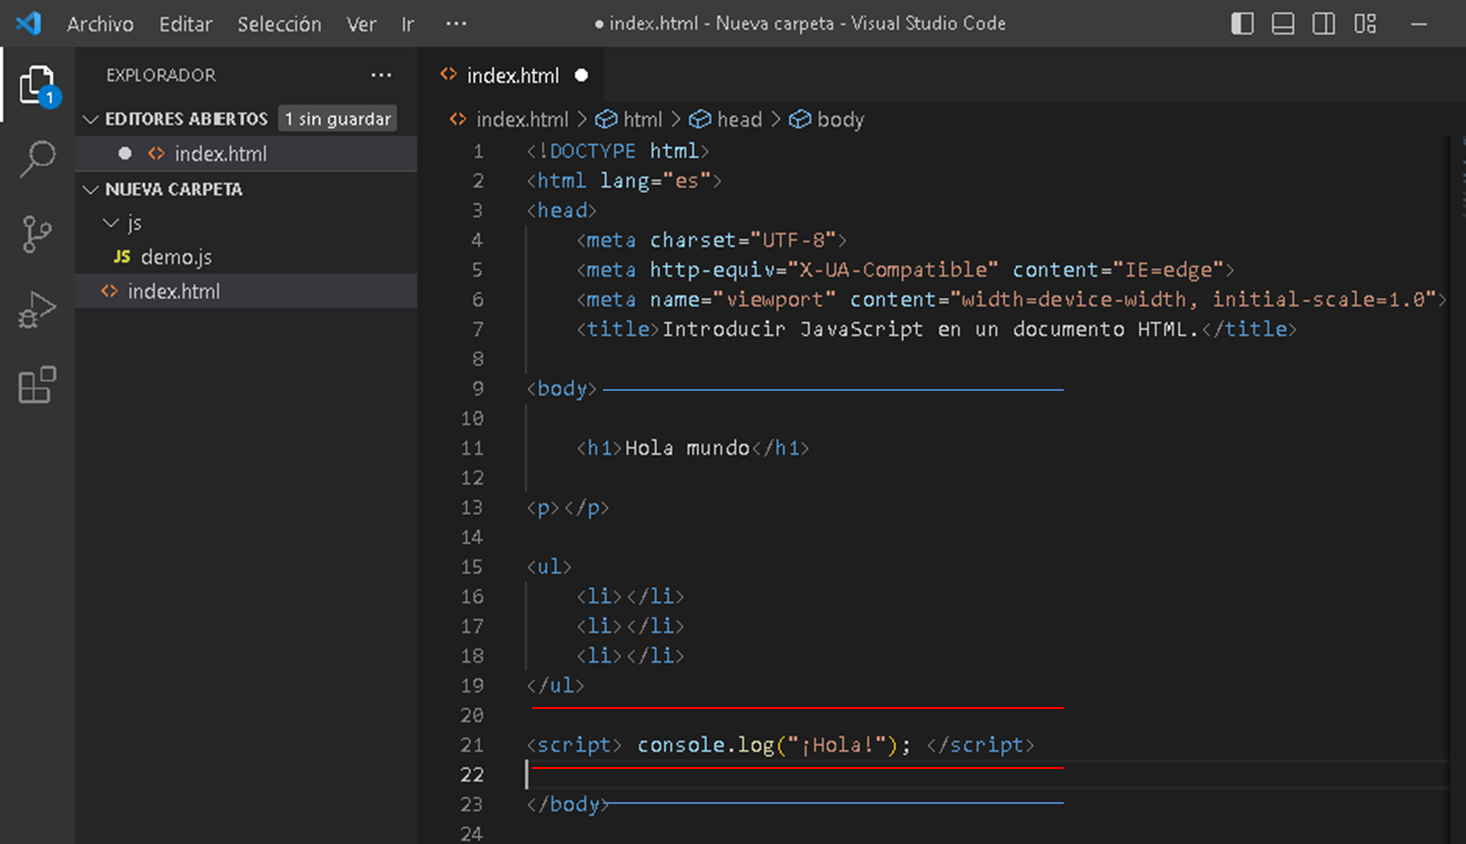 Archivo Editar Selección Ver Ir ··· ● index.html - Nueva carpeta - Visual Studio Code
EXPLORADOR ···
EDITORES ABIERTOS 1 sin guardar
● <> index.html
NUEVA CARPETA
js
JS demo.js
<> index.html
1
<> index.html ●
<> index.html > html > head > body
1 <!DOCTYPE html>
2 <html lang="es">
3 <head>
4 <meta charset="UTF-8">
5 <meta http-equiv="X-UA-Compatible" content="IE=edge">
6 <meta name="viewport" content="width=device-width, initial-scale=1.0">
7 <title>Introducir JavaScript en un documento HTML.</title>
8
9 <body>
10
11 <h1>Hola mundo</h1>
12
13 <p></p>
14
15 <ul>
16 <li></li>
17 <li></li>
18 <li></li>
19 </ul>
20
21 <script> console.log("¡Hola!"); </script>
22
23 </body>
24